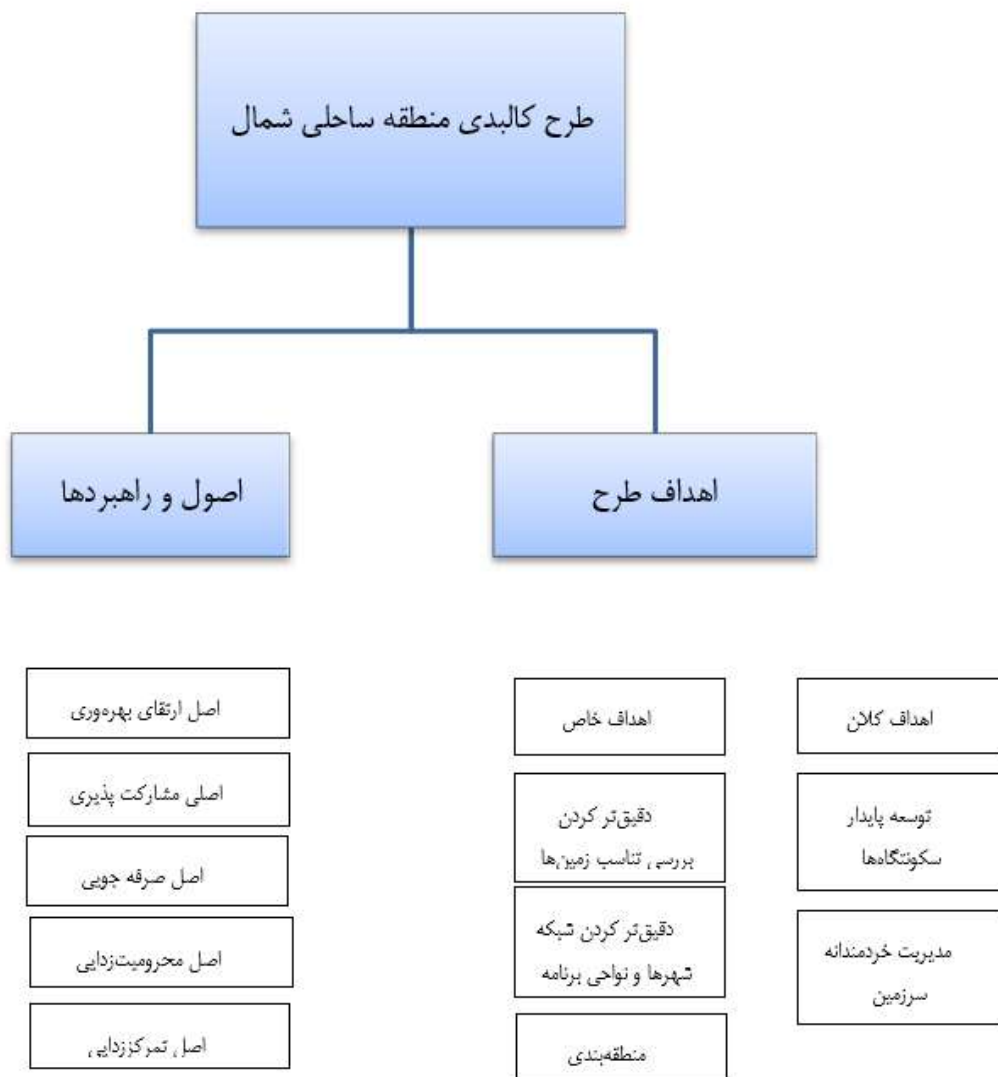 طرح کالبدی منطقه ساحلی شمال
اهداف طرح
اصول و راهبردها
اهداف کلان
توسعه پایدار
سکونتگاه‌ها
مدیریت خردمندانه
سرزمین
اهداف خاص
دقیق‌تر کردن
بررسی تناسب زمین‌ها
دقیق‌تر کردن شبکه
شهرها و نواحی برنامه
منطقه‌بندی
اصل ارتقای بهره‌وری
اصلی مشارکت پذیری
اصل صرفه جویی
اصل محرومیت‌زدایی
اصل تمرکززدایی